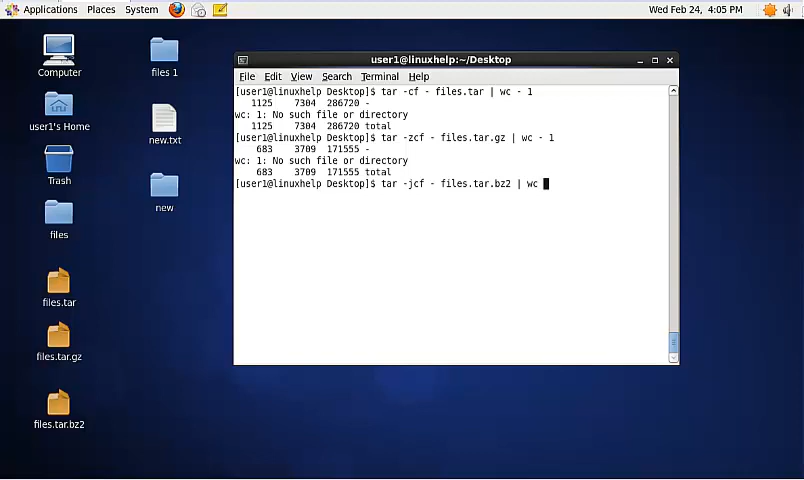 Applications Places System
Wed Feb 24, 4:05 PM
Computer
user1's Home
Trash
files
files.tar
files.tar.gz
files.tar.bz2
files 1
new.txt
new
user1@linuxhelp:~/Desktop
File Edit View Search Terminal Help
[user1@linuxhelp Desktop]$ tar -cf - files.tar | wc - 1
1125 7304 286720 -
wc: 1: No such file or directory
1125 7304 286720 total
[user1@linuxhelp Desktop]$ tar -zcf - files.tar.gz | wc - 1
683 3709 171555 -
wc: 1: No such file or directory
683 3709 171555 total
[user1@linuxhelp Desktop]$ tar -jcf - files.tar.bz2 | wc